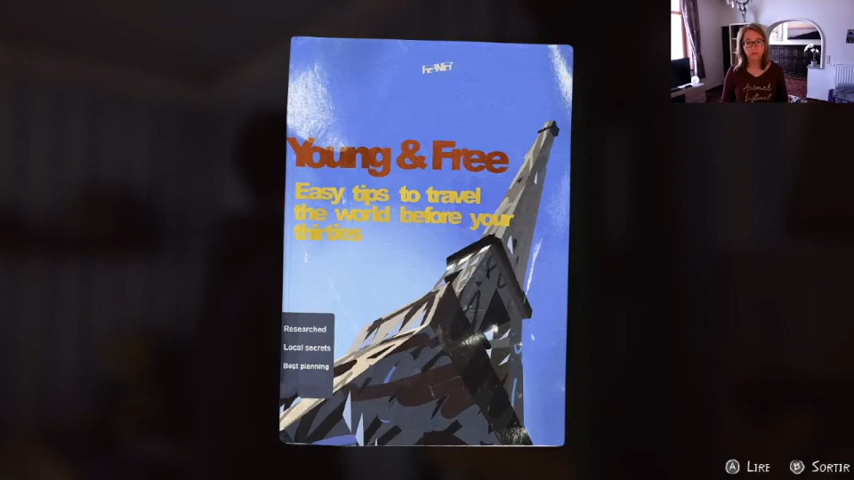 Young & Free
Easy tips to travel
the world before your
thirties
Researched
Local secrets
Best planning
A LIRE
B SORTIR